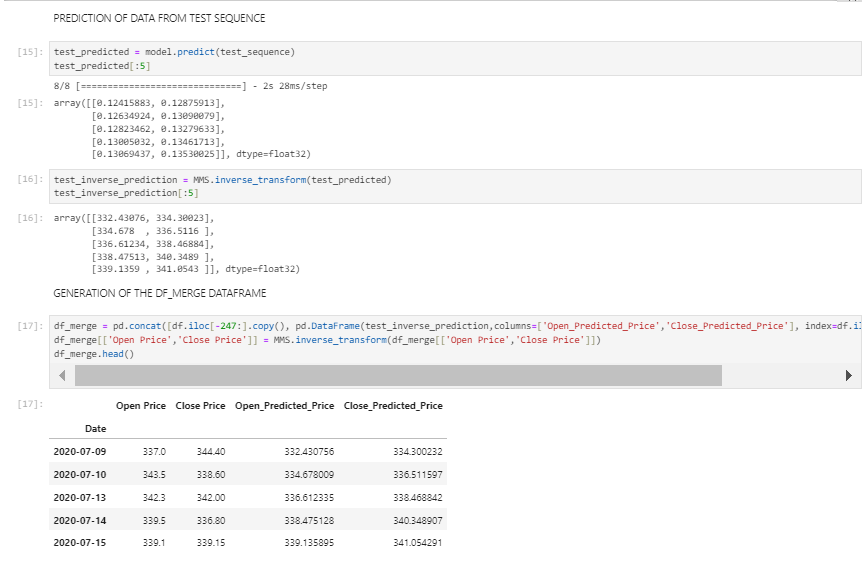 PREDICTION OF DATA FROM TEST SEQUENCE
[15]: test_predicted = model.predict(test_sequence)
test_predicted[:5]
8/8 [==============================] - 2s 28ms/step
[15]: array([[0.12415883, 0.12875913],
[0.12634924, 0.13090079],
[0.12823462, 0.13279633],
[0.13005032, 0.13461713],
[0.13069437, 0.13530025]], dtype=float32)
[16]: test_inverse_prediction = MMS.inverse_transform(test_predicted)
test_inverse_prediction[:5]
[16]: array([[332.43076, 334.30023],
[334.678 , 336.5116 ],
[336.61234, 338.46884],
[338.47513, 340.3489 ],
[339.1359 , 341.0543 ]], dtype=float32)
GENERATION OF THE DF_MERGE DATAFRAME
[17]: df_merge = pd.concat([df.iloc[-247:].copy(), pd.DataFrame(test_inverse_prediction,columns=['Open_Predicted_Price','Close_Predicted_Price'], index=df.il
df_merge[['Open Price','Close Price']] = MMS.inverse_transform(df_merge[['Open Price','Close Price']])
df_merge.head()
[17]:
Open Price Close Price Open_Predicted_Price Close_Predicted_Price
Date
2020-07-09 337.0 344.40 332.430756 334.300232
2020-07-10 343.5 338.60 334.678009 336.511597
2020-07-13 342.3 342.00 336.612335 338.468842
2020-07-14 339.5 336.80 338.475128 340.348907
2020-07-15 339.1 339.15 339.135895 341.054291